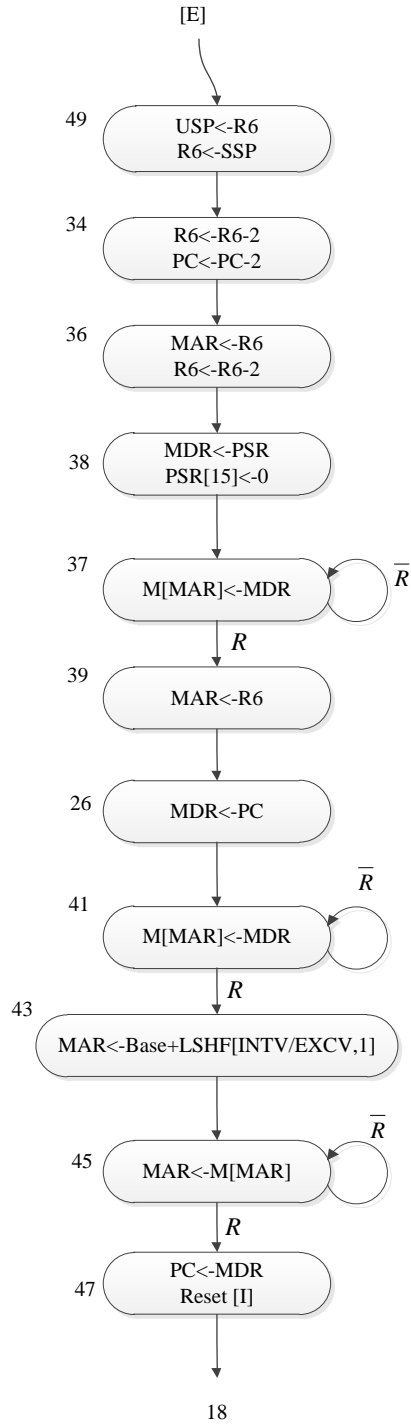 [E]
49
USP<-R6
R6<-SSP
34
R6<-R6-2
PC<-PC-2
36
MAR<-R6
R6<-R6-2
38
MDR<-PSR
PSR[15]<-0
37
M[MAR]<-MDR
R̅
R
39
MAR<-R6
26
MDR<-PC
41
M[MAR]<-MDR
R̅
R
43
MAR<-Base+LSHF[INTV/EXCV,1]
45
MAR<-M[MAR]
R̅
R
47
PC<-MDR
Reset [I]
18